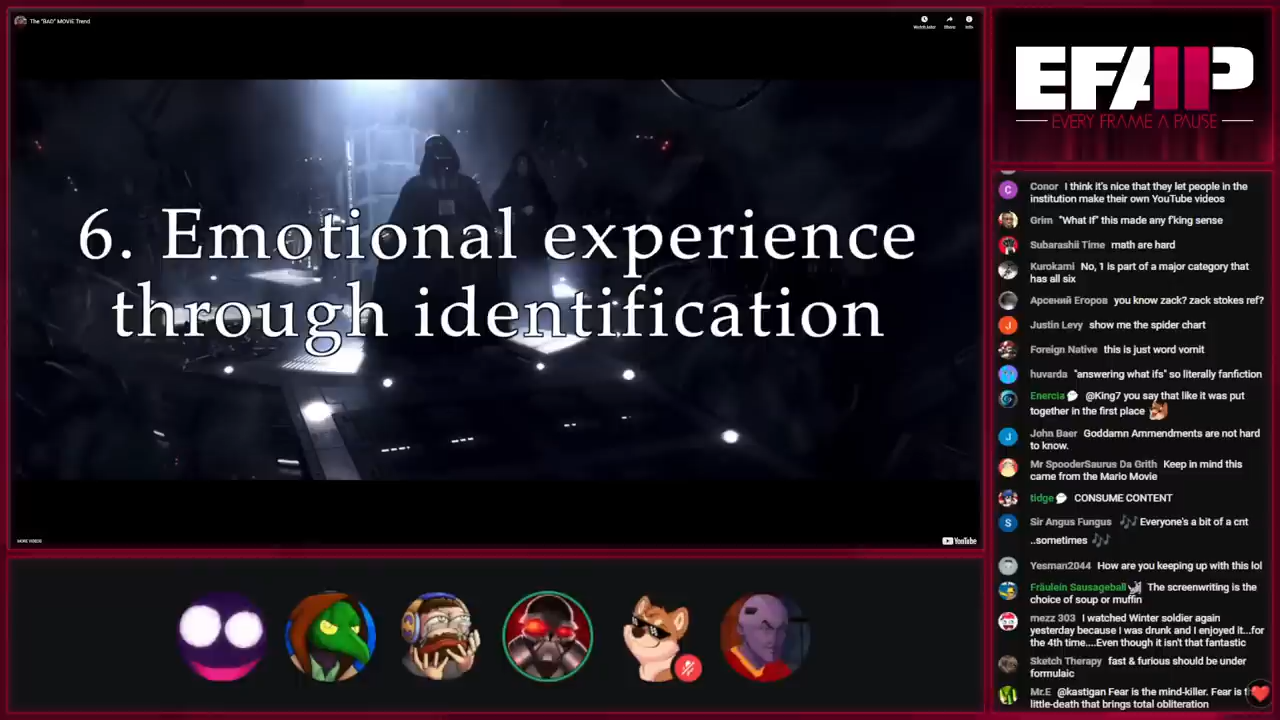 The "BAD" MOVIE Trend
Watch later
Share
Info
6. Emotional experience
through identification
MORE VIDEOS
YouTube
EFAP
EVERY FRAME A PAUSE
Conor I think it's nice that they let people in the
institution make their own YouTube videos
Grim "What If" this made any f'king sense
Subarashii Time math are hard
Kurokami No, 1 is part of a major category that
has all six
Арсений Егоров you know zack? zack stokes ref?
Justin Levy show me the spider chart
Foreign Native this is just word vornit
huvarda "answering what ifs" so literally fanfiction
Enercia @King7 you say that like it was put
together in the first place
John Baer Goddamn Ammendments are not hard
to know.
Mr SpooderSaurus Da Grith Keep in mind this
came from the Mario Movie
tidge CONSUME CONTENT
Sir Angus Fungus 🎶Everyone's a bit of a cnt
..sometimes 🎶
Yesman2044 How are you keeping up with this lol
Fräulein Sausageball The screenwriting is the
choice of soup or muffin
mezz 303 I watched Winter soldier again
yesterday because I was drunk and I enjoyed it...for
the 4th time....Even though it isn't that fantastic
Sketch Therapy fast & furious should be under
formulaic
Mr.E @kastigan Fear is the mind-killer. Fear is
little-death that brings total obliteration